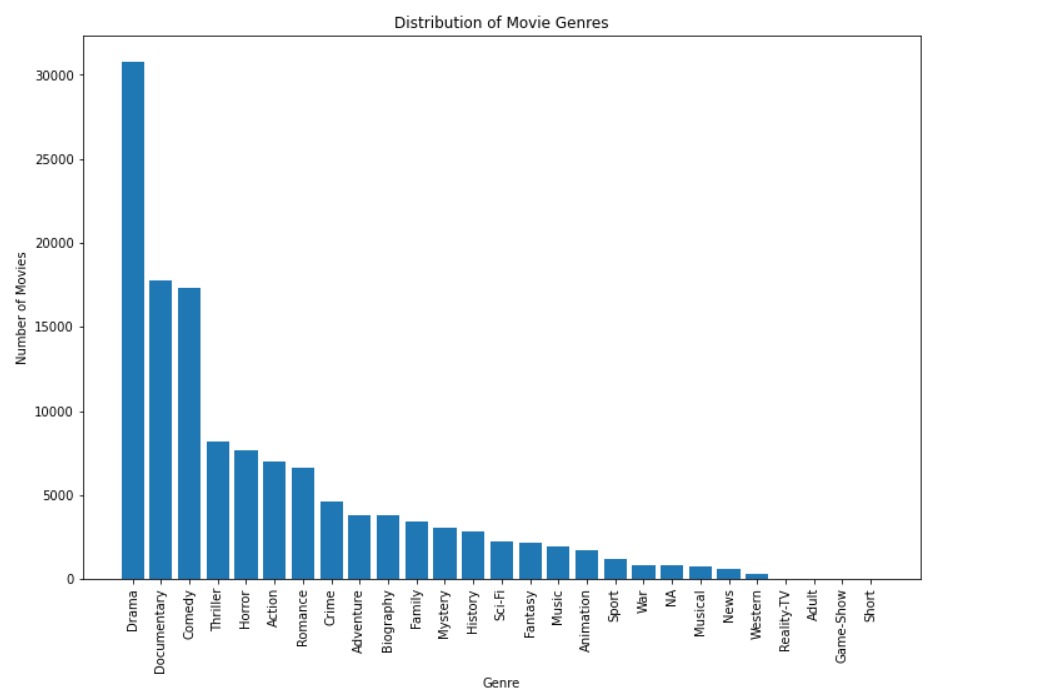 Distribution of Movie Genres
Number of Movies
30000
25000
20000
15000
10000
5000
0
Drama
Documentary
Comedy
Thriller
Horror
Action
Romance
Crime
Adventure
Biography
Family
Mystery
History
Sci-Fi
Fantasy
Music
Animation
Sport
War
NA
Musical
News
Western
Reality-TV
Adult
Game-Show
Short
Genre